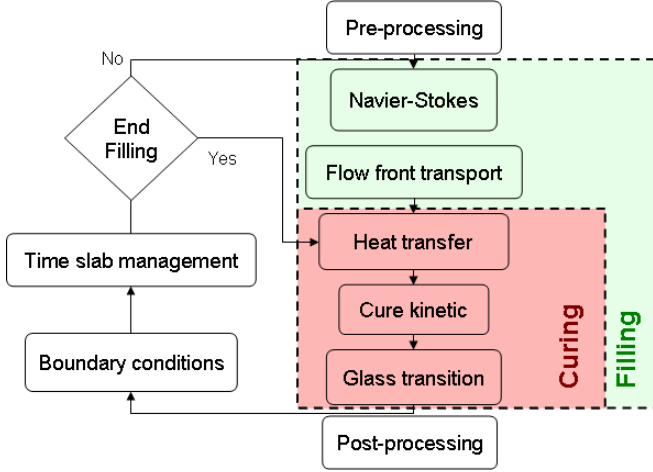 Pre-processing
No
Navier-Stokes
End
Filling
Yes
Flow front transport
Heat transfer
Time slab management
Cure kinetic
Boundary conditions
Glass transition
Curing
Filling
Post-processing